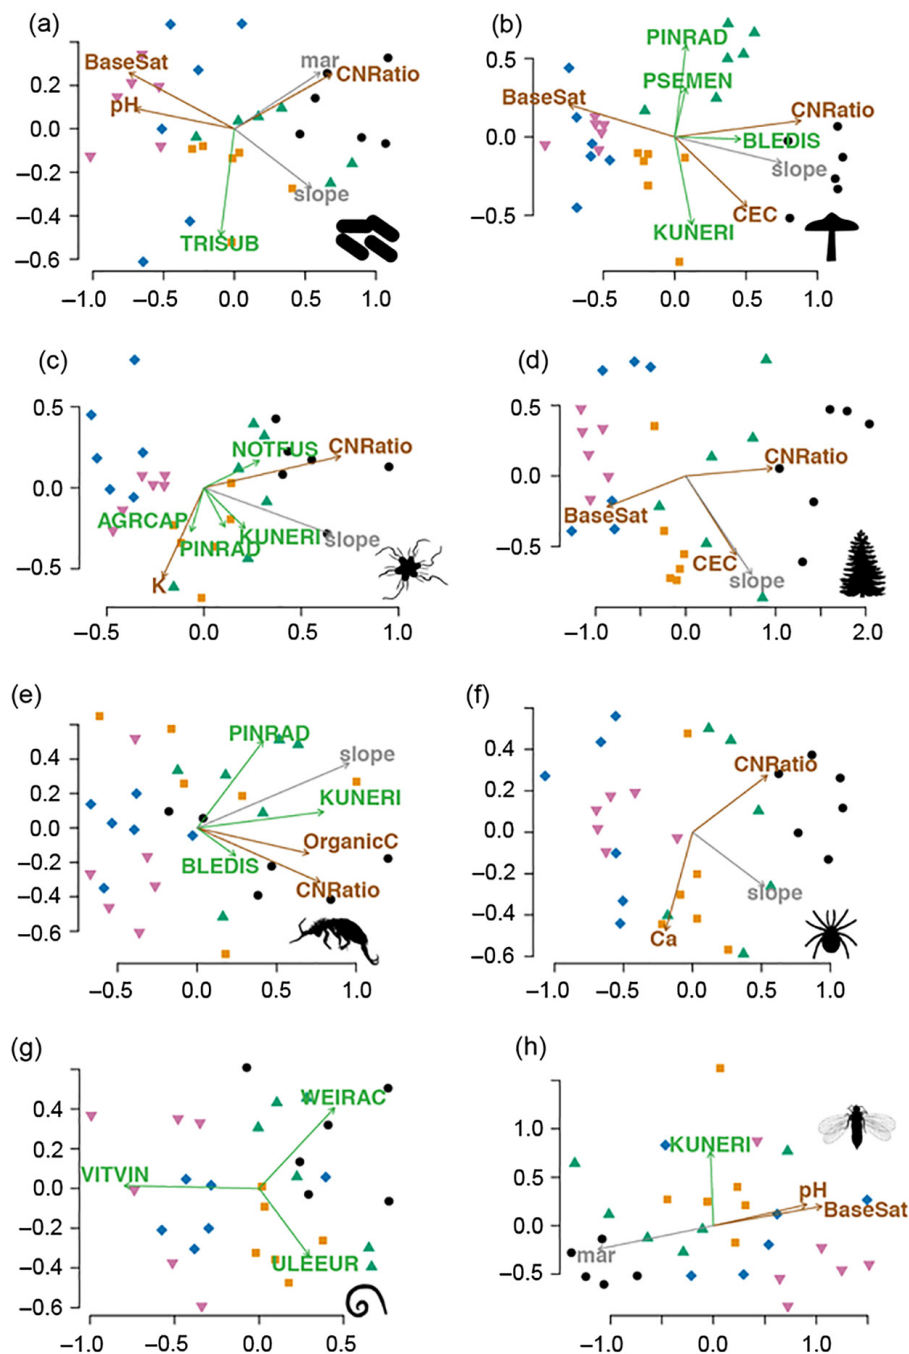 (a)
mar
BaseSat
CNRatio
pH
slope
TRISUB
0.2
0.0
−0.2
−0.4
−0.6
−1.0
−0.5
0.0
0.5
1.0
(b)
PINRAD
PSEMEN
BaseSat
CNRatio
BLEDIS
slope
CEC
KUNERI
0.5
0.0
−0.5
−0.5
0.0
0.5
1.0
(c)
NOTFUS
CNRatio
AGRCAP
KUNERI
PINRAD
slope
K
0.5
0.0
−0.5
−0.5
0.0
0.5
1.0
(d)
CNRatio
BaseSat
CEC
slope
0.5
0.0
−0.5
−1.0
0.0
1.0
2.0
(e)
PINRAD
slope
KUNERI
OrganicC
BLEDIS
CNRatio
0.4
0.2
0.0
−0.2
−0.4
−0.6
−0.5
0.0
0.5
1.0
(f)
CNRatio
slope
Ca
0.4
0.2
0.0
−0.2
−0.4
−0.6
−1.0
−0.5
0.0
0.5
1.0
(g)
WEIRAC
VITVIN
ULEEUR
0.4
0.2
0.0
−0.2
−0.4
−0.6
−1.0
−0.5
0.0
0.5
(h)
KUNERI
pH
BaseSat
mar
1.0
0.5
0.0
−0.5
−1.0
0.0
1.0